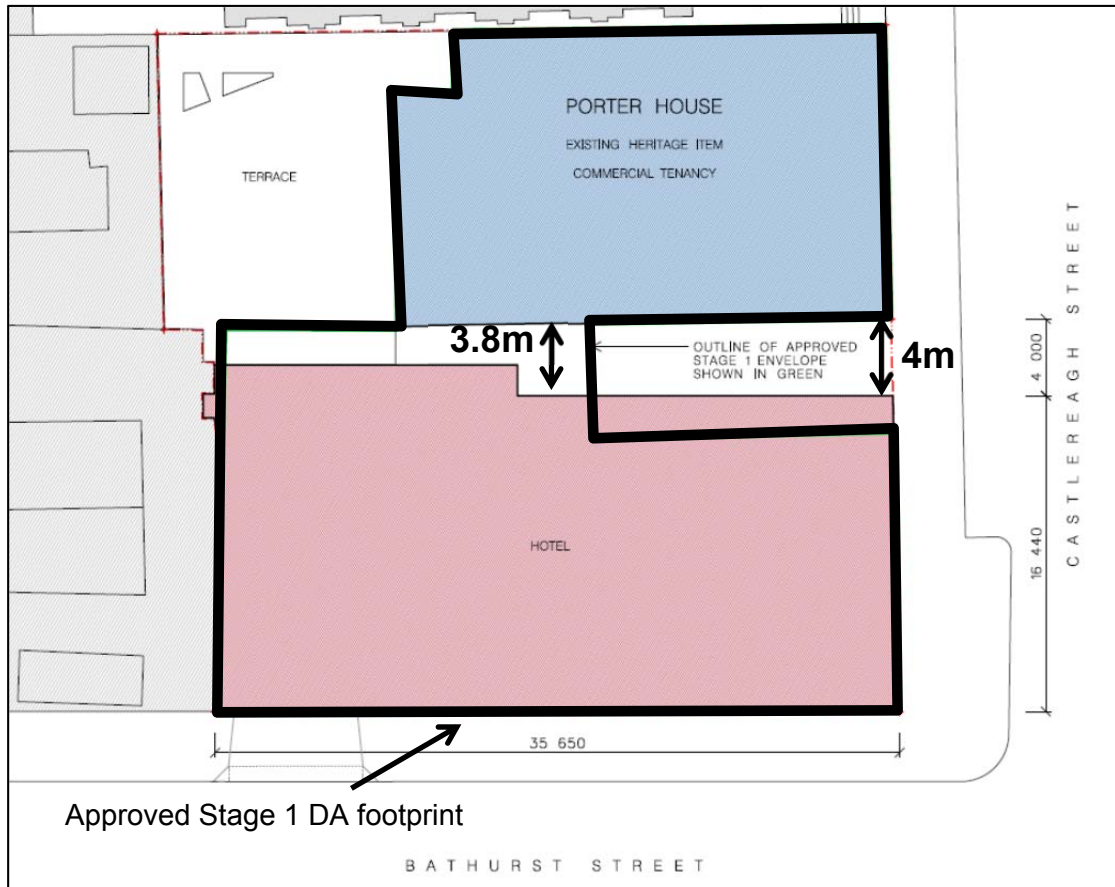 PORTER HOUSE
EXISTING HERITAGE ITEM
COMMERCIAL TENANCY
TERRACE
CASTLEREAGH STREET
3.8m
OUTLINE OF APPROVED
STAGE 1 ENVELOPE
SHOWN IN GREEN
4m
4 000
HOTEL
16 440
35 650
Approved Stage 1 DA footprint
BATHURST STREET